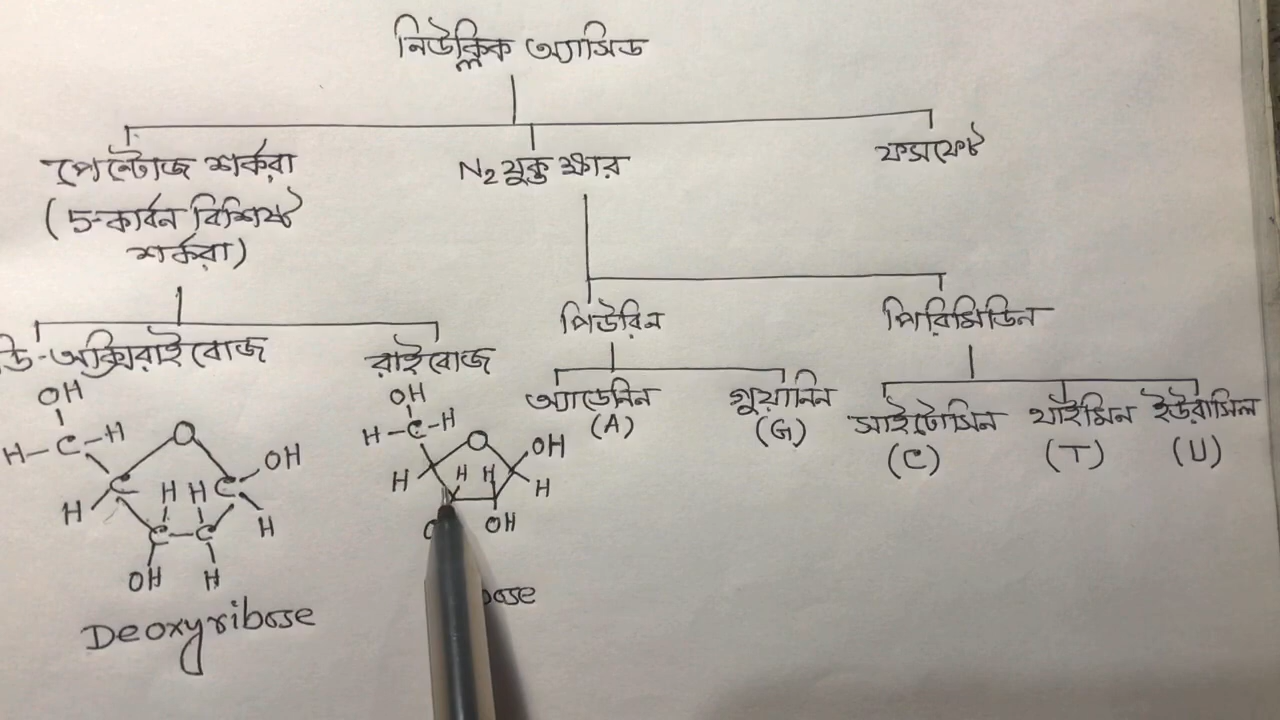 নিউক্লিক অ্যাসিড
পেন্টোজ শর্করা
(5-কার্বন বিশিষ্ট
শর্করা)
N2 যুক্ত ক্ষার
ফসফেট
ডি-অক্সিরাইবোজ
রাইবোজ
পিউরিন
পিরিমিডিন
অ্যাডেনিন
(A)
গুয়ানিন
(G)
সাইটোসিন
(C)
থাইমিন
(T)
ইউরাসিল
(U)
OH
H-C-H
O
C
C
OH
H
H H
H
C-C
OH H
Deoxyribose
OH
H-C-H
O
OH
H
H H
H
OH
ose